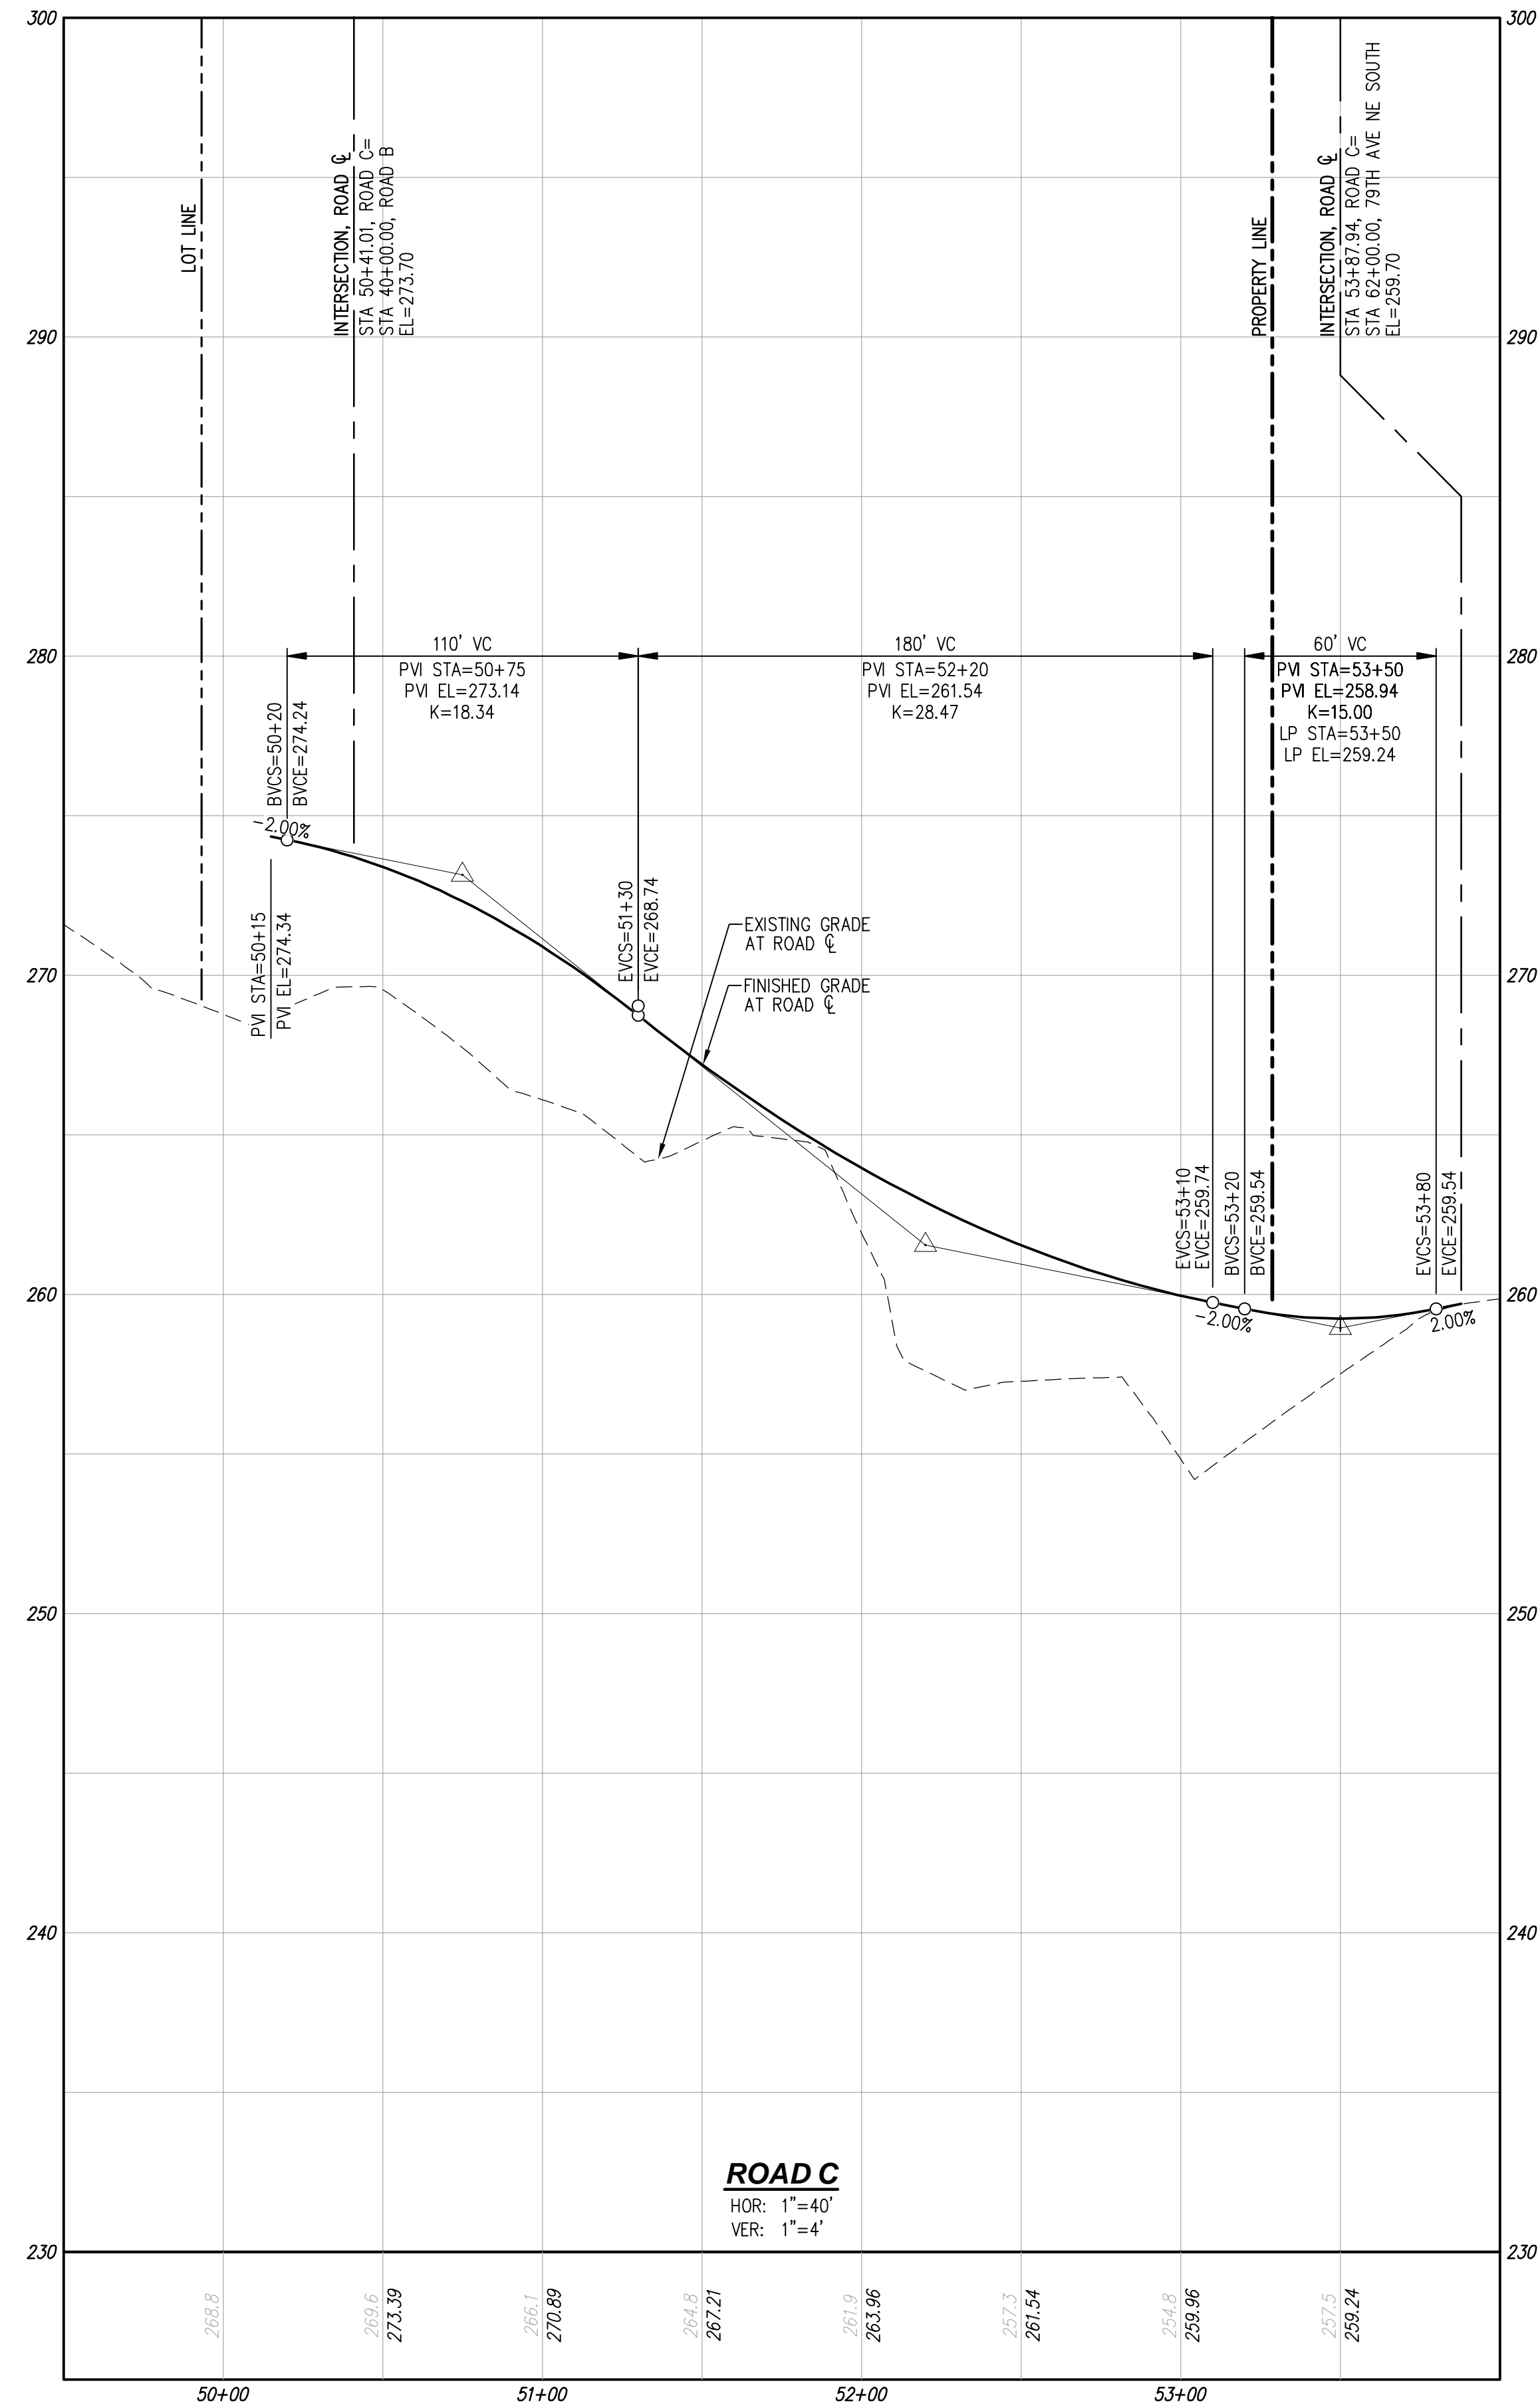 300
300
LOT LINE
INTERSECTION, ROAD ℄
STA 50+41.01, ROAD C=
STA 40+00.00, ROAD B
EL=273.70
PROPERTY LINE
INTERSECTION, ROAD ℄
STA 53+87.94, ROAD C=
STA 62+00.00, 79TH AVE NE SOUTH
EL=259.70
290
290
280
280
110' VC
PVI STA=50+75
PVI EL=273.14
K=18.34
180' VC
PVI STA=52+20
PVI EL=261.54
K=28.47
60' VC
PVI STA=53+50
PVI EL=258.94
K=15.00
LP STA=53+50
LP EL=259.24
BVCS=50+20
BVCE=274.24
-2.00%
PVI STA=50+15
PVI EL=274.34
EVCS=51+30
EVCE=268.74
EXISTING GRADE
AT ROAD ℄
FINISHED GRADE
AT ROAD ℄
270
270
EVCS=53+10
EVCE=259.74
BVCS=53+20
BVCE=259.54
EVCS=53+80
EVCE=259.54
-2.00%
2.00%
260
260
250
250
240
240
ROAD C
HOR: 1"=40'
VER: 1"=4'
230
230
268.8
269.6
273.39
266.1
270.89
264.8
267.21
261.9
263.96
257.3
261.54
254.8
259.96
257.5
259.24
50+00
51+00
52+00
53+00